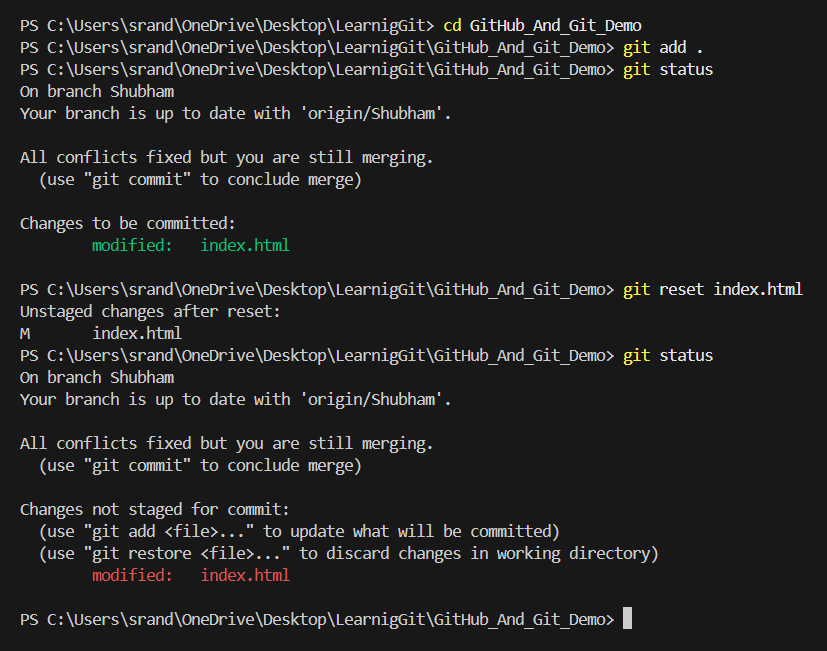 PS C:\Users\srand\OneDrive\Desktop\LearnigGit> cd GitHub_And_Git_Demo
PS C:\Users\srand\OneDrive\Desktop\LearnigGit\GitHub_And_Git_Demo> git add .
PS C:\Users\srand\OneDrive\Desktop\LearnigGit\GitHub_And_Git_Demo> git status
On branch Shubham
Your branch is up to date with 'origin/Shubham'.

All conflicts fixed but you are still merging.
  (use "git commit" to conclude merge)

Changes to be committed:
        modified:   index.html

PS C:\Users\srand\OneDrive\Desktop\LearnigGit\GitHub_And_Git_Demo> git reset index.html
Unstaged changes after reset:
M       index.html
PS C:\Users\srand\OneDrive\Desktop\LearnigGit\GitHub_And_Git_Demo> git status
On branch Shubham
Your branch is up to date with 'origin/Shubham'.

All conflicts fixed but you are still merging.
  (use "git commit" to conclude merge)

Changes not staged for commit:
  (use "git add <file>..." to update what will be committed)
  (use "git restore <file>..." to discard changes in working directory)
        modified:   index.html

PS C:\Users\srand\OneDrive\Desktop\LearnigGit\GitHub_And_Git_Demo>